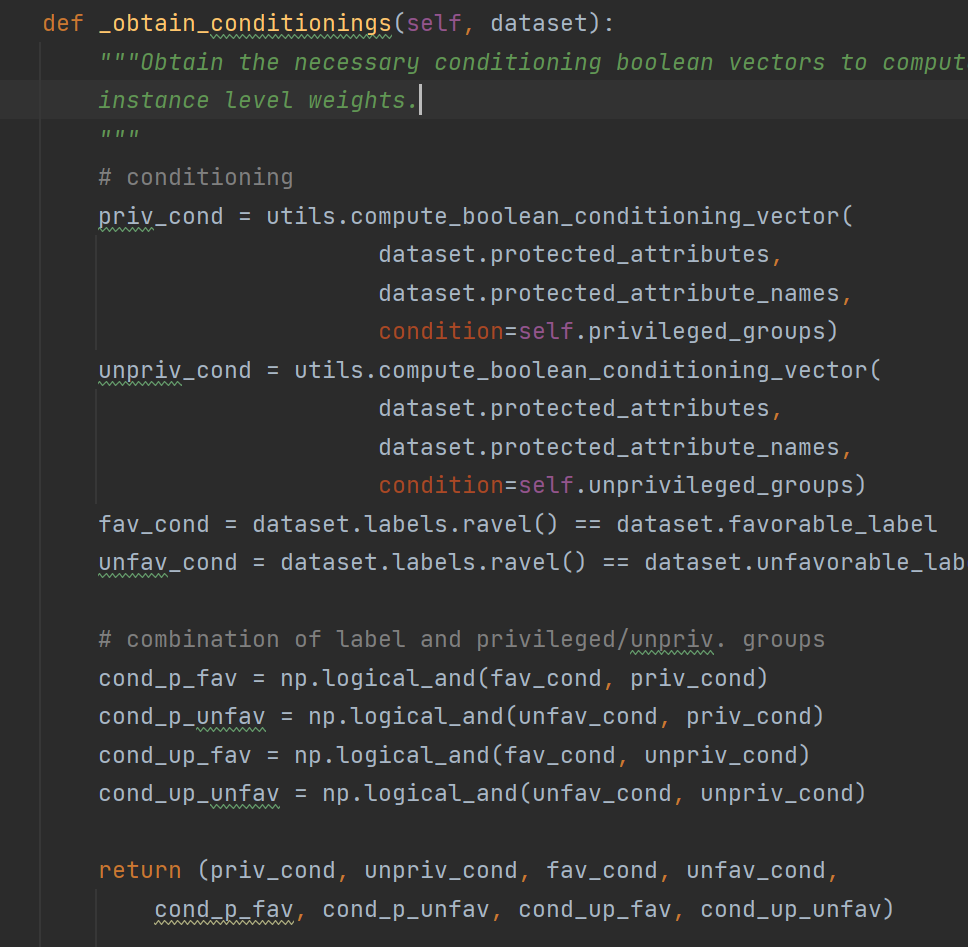 def _obtain_conditionings(self, dataset):
    """Obtain the necessary conditioning boolean vectors to comput
    instance level weights.
    """
    # conditioning
    priv_cond = utils.compute_boolean_conditioning_vector(
                        dataset.protected_attributes,
                        dataset.protected_attribute_names,
                        condition=self.privileged_groups)
    unpriv_cond = utils.compute_boolean_conditioning_vector(
                        dataset.protected_attributes,
                        dataset.protected_attribute_names,
                        condition=self.unprivileged_groups)
    fav_cond = dataset.labels.ravel() == dataset.favorable_label
    unfav_cond = dataset.labels.ravel() == dataset.unfavorable_lab

    # combination of label and privileged/unpriv. groups
    cond_p_fav = np.logical_and(fav_cond, priv_cond)
    cond_p_unfav = np.logical_and(unfav_cond, priv_cond)
    cond_up_fav = np.logical_and(fav_cond, unpriv_cond)
    cond_up_unfav = np.logical_and(unfav_cond, unpriv_cond)

    return (priv_cond, unpriv_cond, fav_cond, unfav_cond,
        cond_p_fav, cond_p_unfav, cond_up_fav, cond_up_unfav)